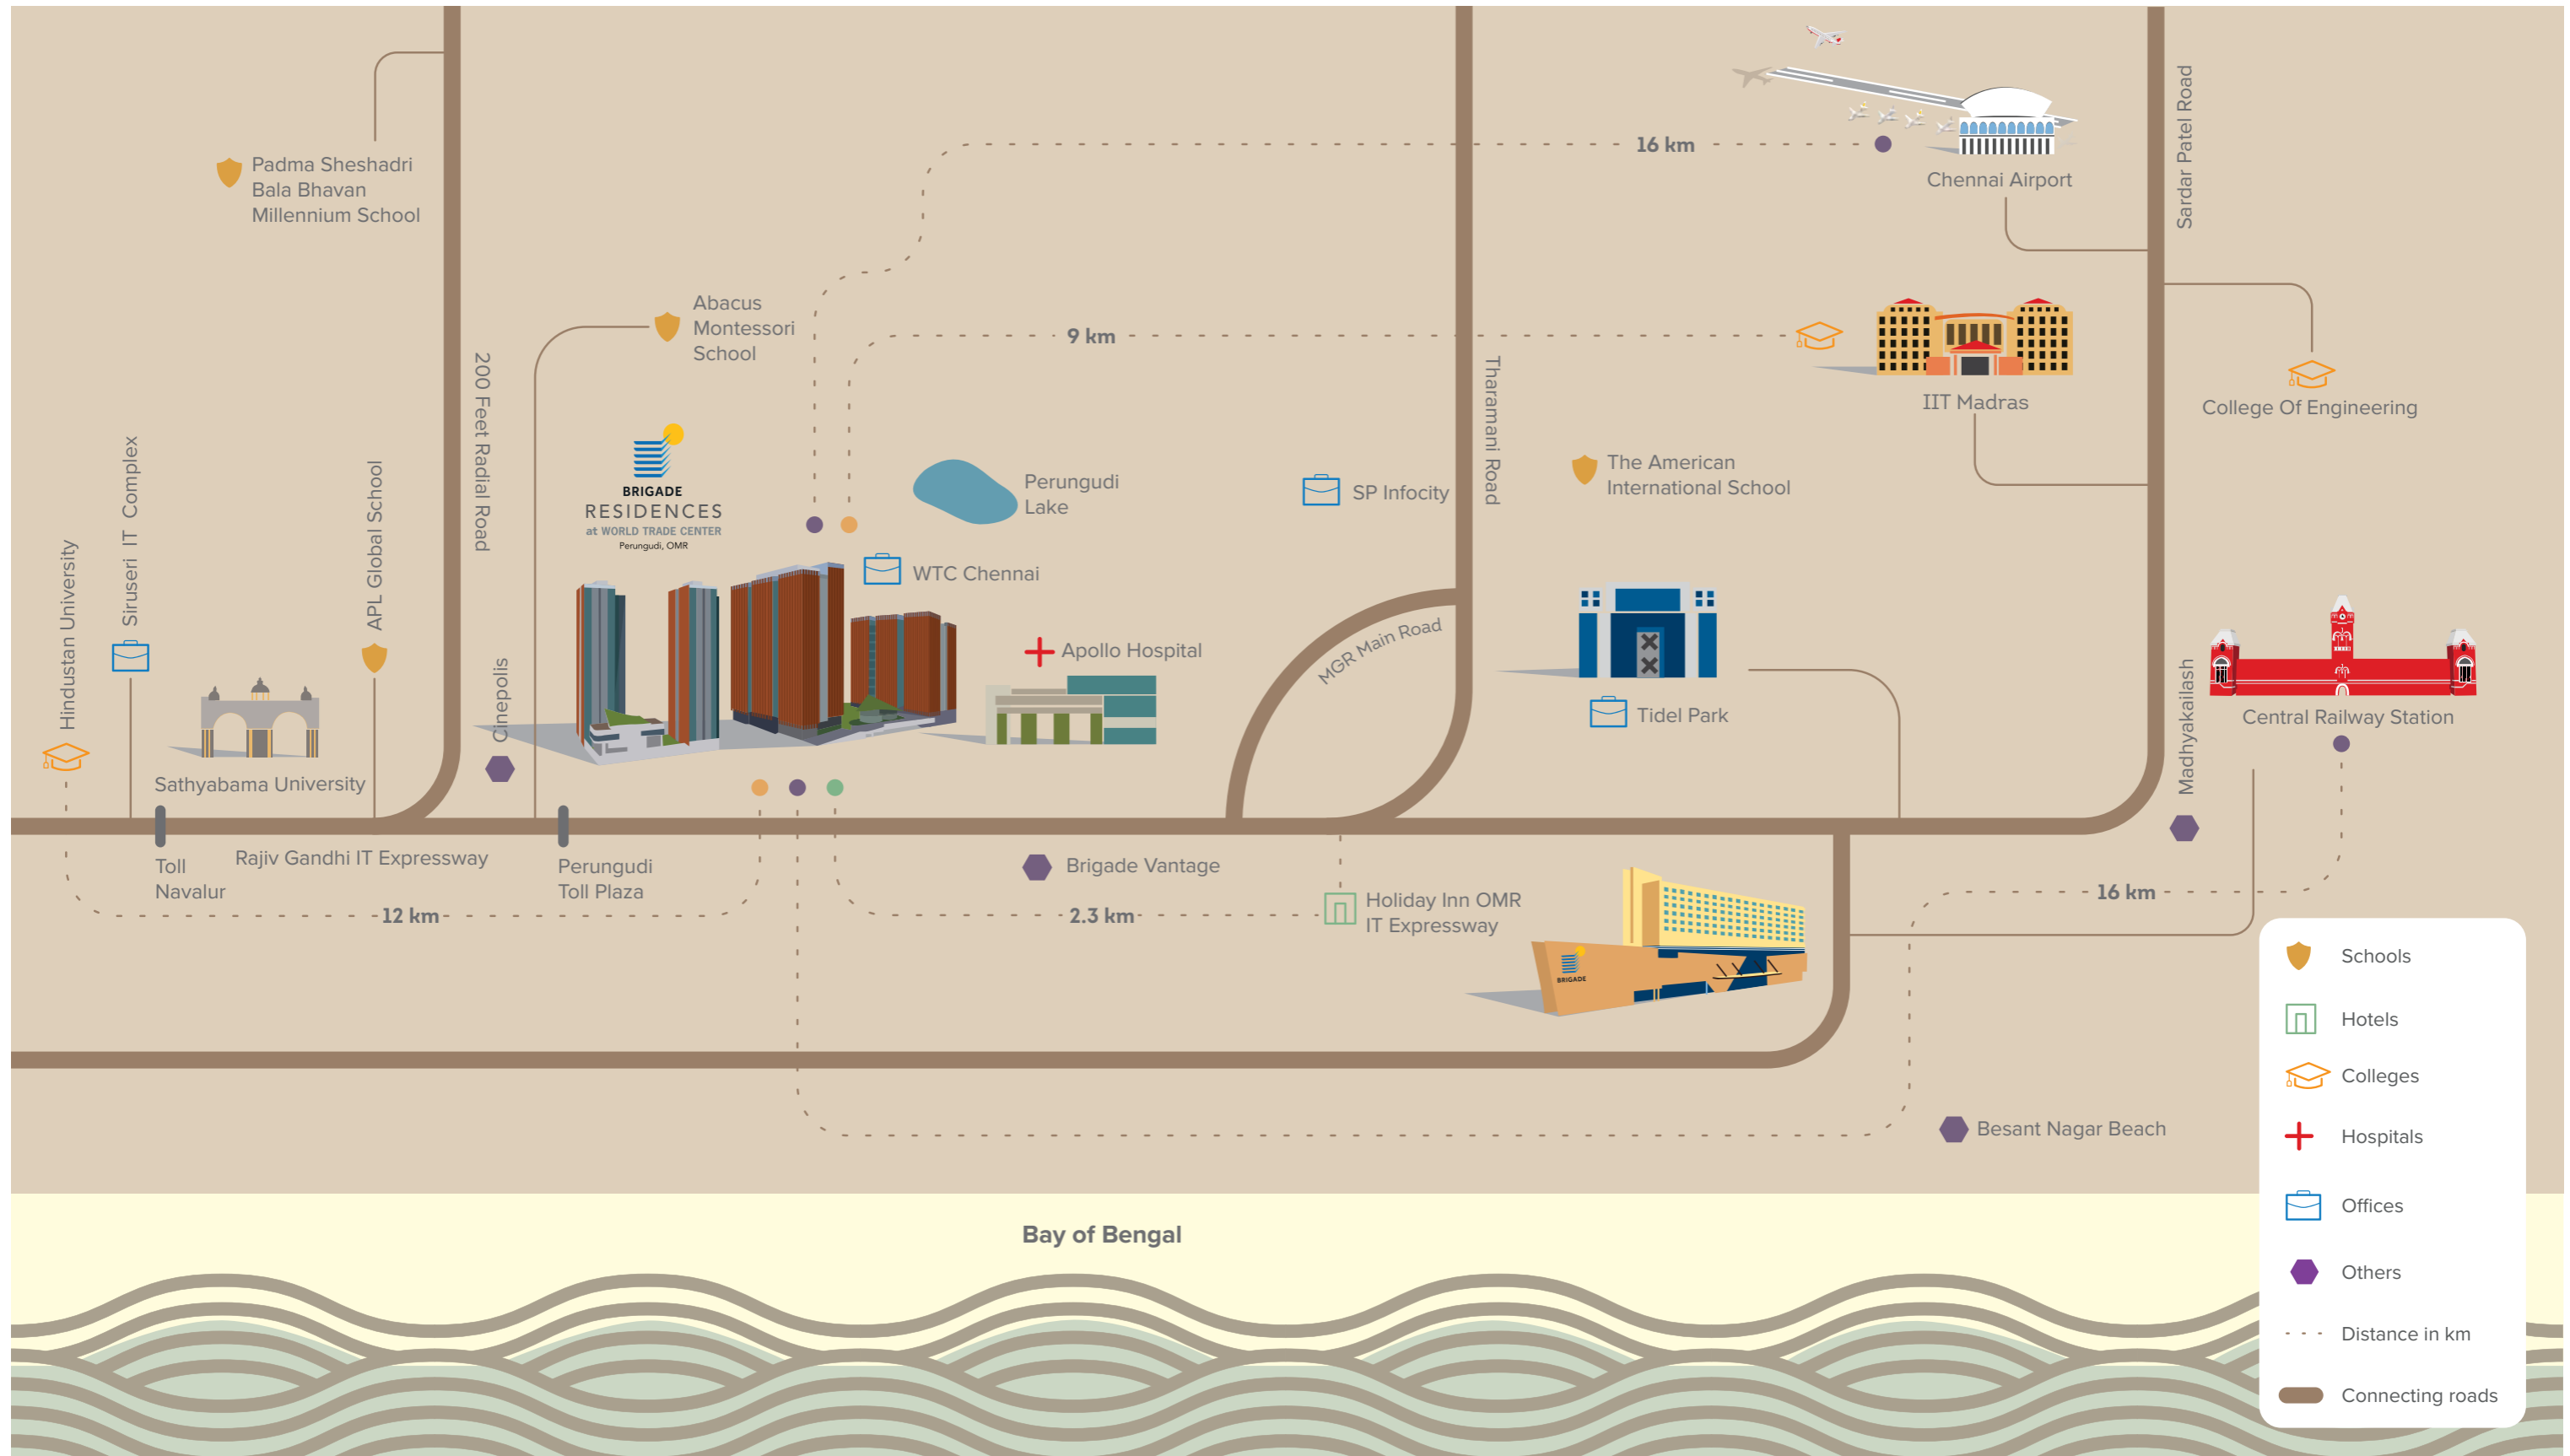 Sardar Patel Road
16 km
Chennai Airport
Padma Sheshadri
Bala Bhavan
Millennium School
Abacus
Montessori
School
9 km
200 Feet Radial Road
Tharamani Road
IIT Madras
College Of Engineering
BRIGADE
RESIDENCES
at WORLD TRADE CENTER
Perungudi, OMR
Perungudi
Lake
SP Infocity
The American
International School
Hindustan University
Siruseri IT Complex
APL Global School
WTC Chennai
Apollo Hospital
MGR Main Road
Cinepolis
Tidel Park
Madhyakailash
Central Railway Station
Sathyabama University
Toll
Navalur
Rajiv Gandhi IT Expressway
Perungudi
Toll Plaza
Brigade Vantage
12 km
2.3 km
Holiday Inn OMR
IT Expressway
16 km
BRIGADE
Besant Nagar Beach
Bay of Bengal
Schools
Hotels
Colleges
Hospitals
Offices
Others
Distance in km
Connecting roads